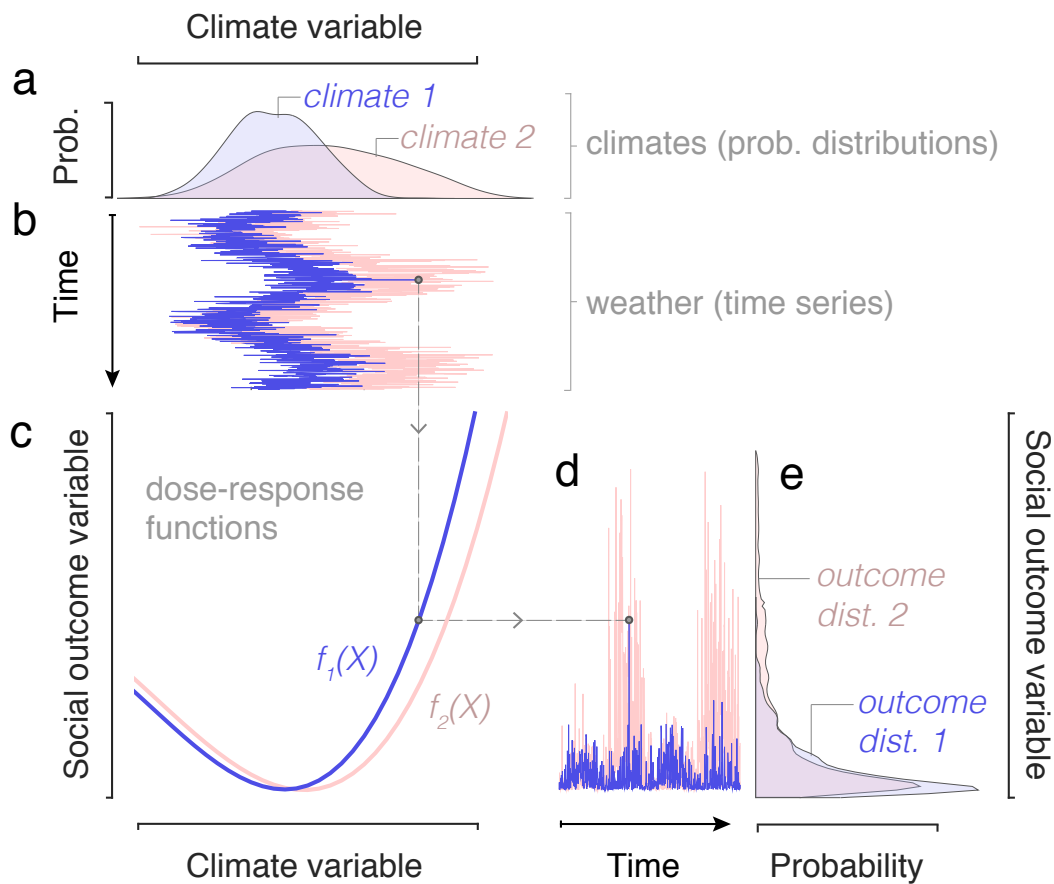 Climate variable
a
Prob.
climate 1
climate 2
climates (prob. distributions)
b
Time
weather (time series)
c
Social outcome variable
dose-response
functions
f₁(X)
f₂(X)
d
e
outcome
dist. 2
outcome
dist. 1
Social outcome variable
Climate variable
Time
Probability